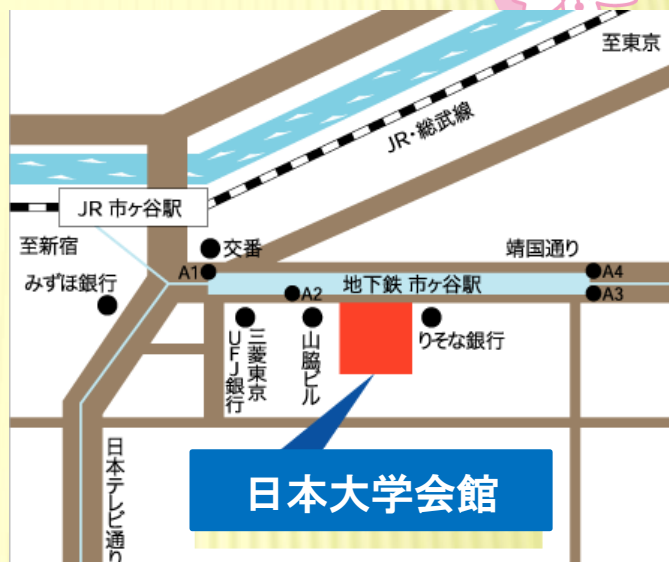 至東京
JR・総武線
JR 市ヶ谷駅
至新宿
交番
靖国通り
みずほ銀行
A1
A4
地下鉄 市ヶ谷駅
A2
A3
三菱東京
UFJ銀行
山脇ビル
りそな銀行
日本テレビ通り
日本大学会館